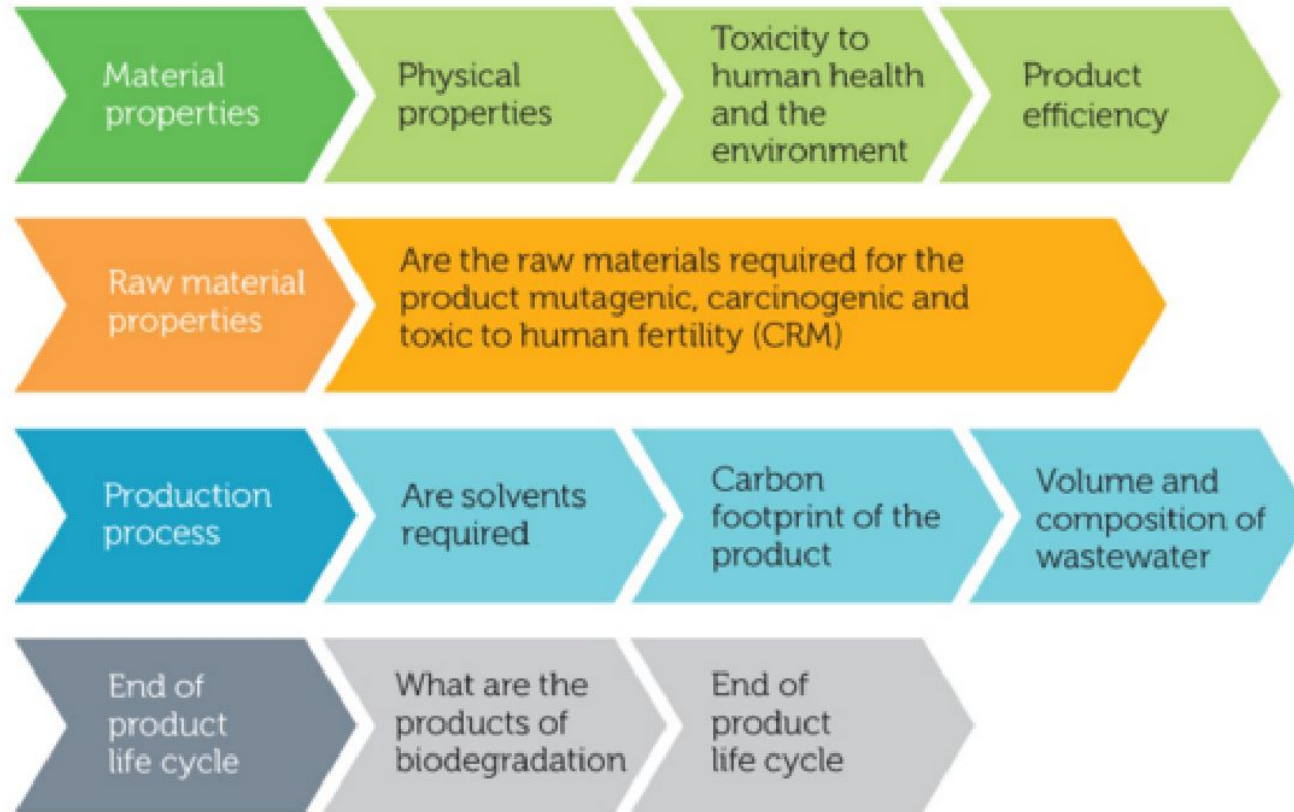 Material
properties
Physical
properties
Toxicity to
human health
and the
environment
Product
efficiency
Raw material
properties
Are the raw materials required for the
product mutagenic, carcinogenic and
toxic to human fertility (CRM)
Production
process
Are solvents
required
Carbon
footprint of the
product
Volume and
composition of
wastewater
End of
product
life cycle
What are the
products of
biodegradation
End of
product
life cycle